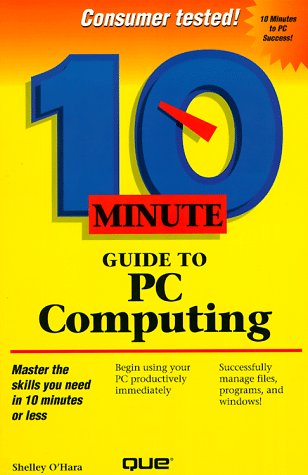 Consumer tested!
10 Minutes
to PC
Success!
10
MINUTE
GUIDE TO
PC
Computing
Master the
skills you need
in 10 minutes
or less
Begin using your
PC productively
immediately
Successfully
manage files,
programs, and
windows!
Shelley O'Hara
que®